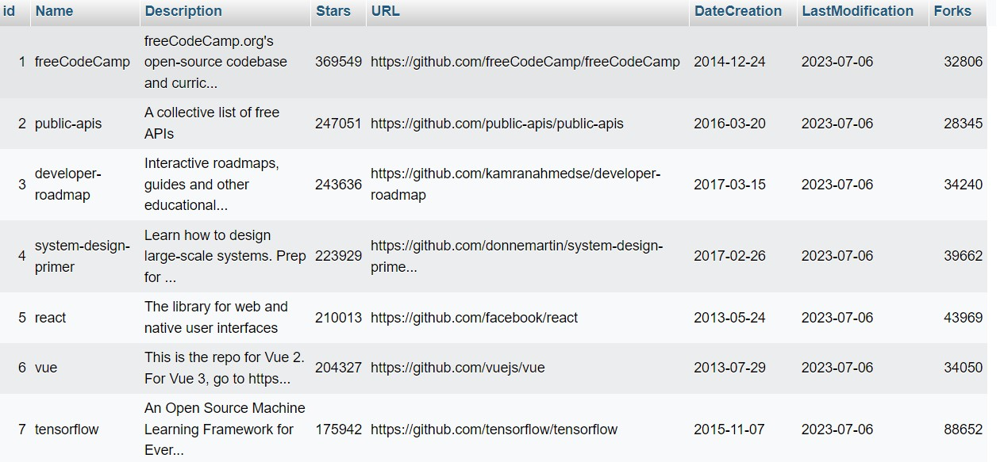 id Name Description Stars URL DateCreation LastModification Forks
1 freeCodeCamp freeCodeCamp.org's open-source codebase and curric... 369549 https://github.com/freeCodeCamp/freeCodeCamp 2014-12-24 2023-07-06 32806
2 public-apis A collective list of free APIs 247051 https://github.com/public-apis/public-apis 2016-03-20 2023-07-06 28345
3 developer-roadmap Interactive roadmaps, guides and other educational... 243636 https://github.com/kamranahmedse/developer-roadmap 2017-03-15 2023-07-06 34240
4 system-design-primer Learn how to design large-scale systems. Prep for ... 223929 https://github.com/donnemartin/system-design-prime... 2017-02-26 2023-07-06 39662
5 react The library for web and native user interfaces 210013 https://github.com/facebook/react 2013-05-24 2023-07-06 43969
6 vue This is the repo for Vue 2. For Vue 3, go to https... 204327 https://github.com/vuejs/vue 2013-07-29 2023-07-06 34050
7 tensorflow An Open Source Machine Learning Framework for Ever... 175942 https://github.com/tensorflow/tensorflow 2015-11-07 2023-07-06 88652